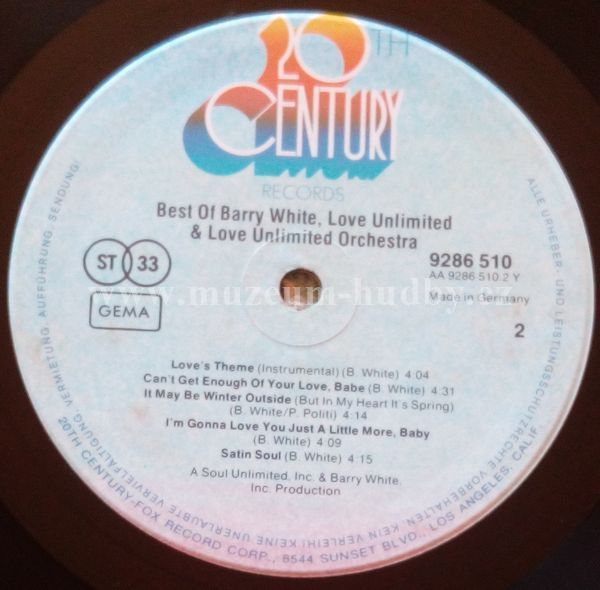 20TH
CENTURY
RECORDS
Best Of Barry White, Love Unlimited
& Love Unlimited Orchestra
ST 33
GEMA
9286 510
AA 9286 510.2 Y
Made in Germany
2
www.muzeum-hudby.cz
Love's Theme (Instrumental) (B. White) 4:04
Can't Get Enough Of Your Love, Babe (B. White) 4:31
It May Be Winter Outside (But In My Heart It's Spring)
(B. White/P. Politi) 4:14
I'm Gonna Love You Just A Little More, Baby
(B. White) 4:09
Satin Soul (B. White) 4:15
A Soul Unlimited, Inc. & Barry White,
Inc. Production
ALLE URHEBER- UND LEISTUNGSSCHUTZRECHTE VORBEHALTEN. KEIN VERLEIH! KEINE UNERLAUBTE VERVIELFÄLTIGUNG, VERMIETUNG, AUFFÜHRUNG, SENDUNG!
20TH CENTURY-FOX RECORD CORP., 8544 SUNSET BLVD., LOS ANGELES, CALIF.